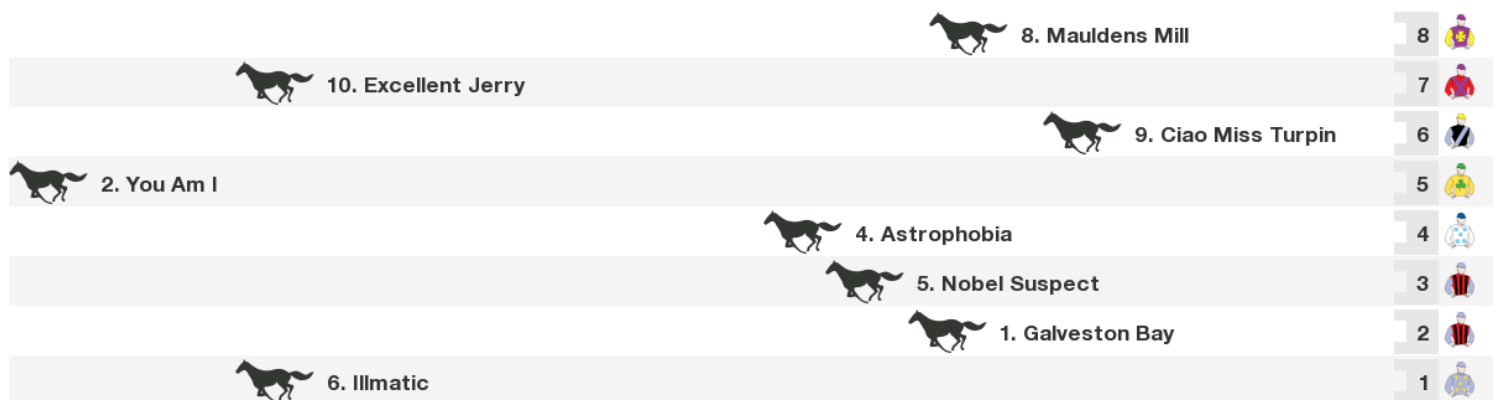 8. Mauldens Mill 8
10. Excellent Jerry 7
9. Ciao Miss Turpin 6
2. You Am I 5
4. Astrophobia 4
5. Nobel Suspect 3
1. Galveston Bay 2
6. Illmatic 1